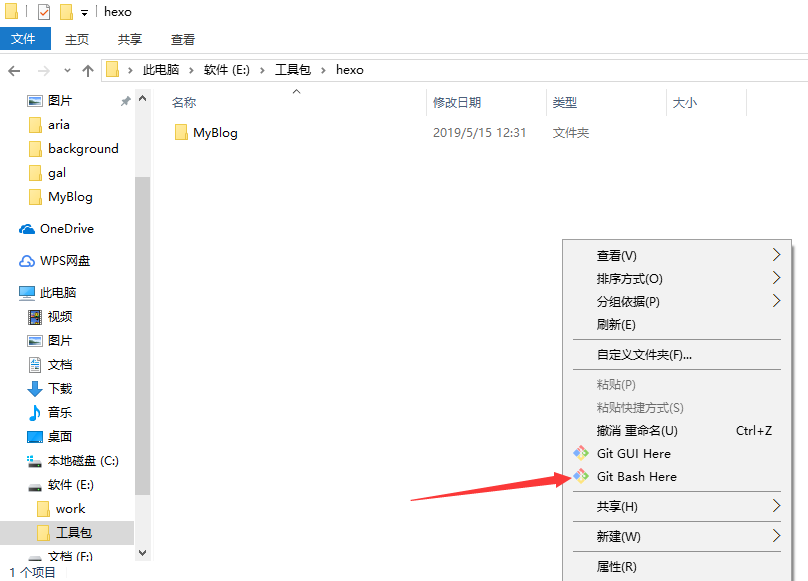 hexo
文件 主页 共享 查看
此电脑 软件 (E:) 工具包 hexo
图片
aria
background
gal
MyBlog
OneDrive
WPS网盘
此电脑
视频
图片
文档
下载
音乐
桌面
本地磁盘 (C:)
软件 (E:)
work
工具包
文档 (F:)
名称 修改日期 类型 大小
MyBlog 2019/5/15 12:31 文件夹
查看(V)
排序方式(O)
分组依据(P)
刷新(E)
自定义文件夹(F)...
粘贴(P)
粘贴快捷方式(S)
撤消 重命名(U) Ctrl+Z
Git GUI Here
Git Bash Here
共享(H)
新建(W)
属性(R)
1 个项目